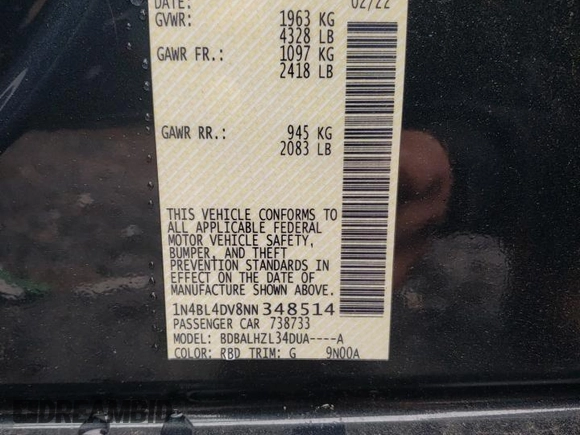 DATE: 02/22
GVWR: 1963 KG
4328 LB
GAWR FR.: 1097 KG
2418 LB
GAWR RR.: 945 KG
2083 LB
THIS VEHICLE CONFORMS TO
ALL APPLICABLE FEDERAL
MOTOR VEHICLE SAFETY,
BUMPER, AND THEFT
PREVENTION STANDARDS IN
EFFECT ON THE DATE OF
MANUFACTURE SHOWN ABOVE.
1N4BL4DV8NN348514
PASSENGER CAR 738733
MODEL: BDBALHZL34DUA----A
COLOR: RBD TRIM: G 9N00A
DREAMBID